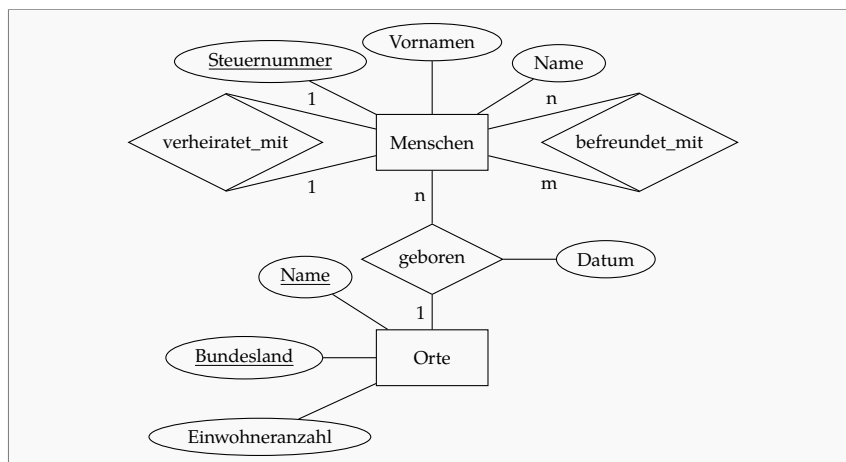 Vornamen
Steuernummer
Name
1
n
verheiratet_mit
Menschen
befreundet_mit
1
m
n
geboren
Datum
Name
1
Bundesland
Orte
Einwohneranzahl